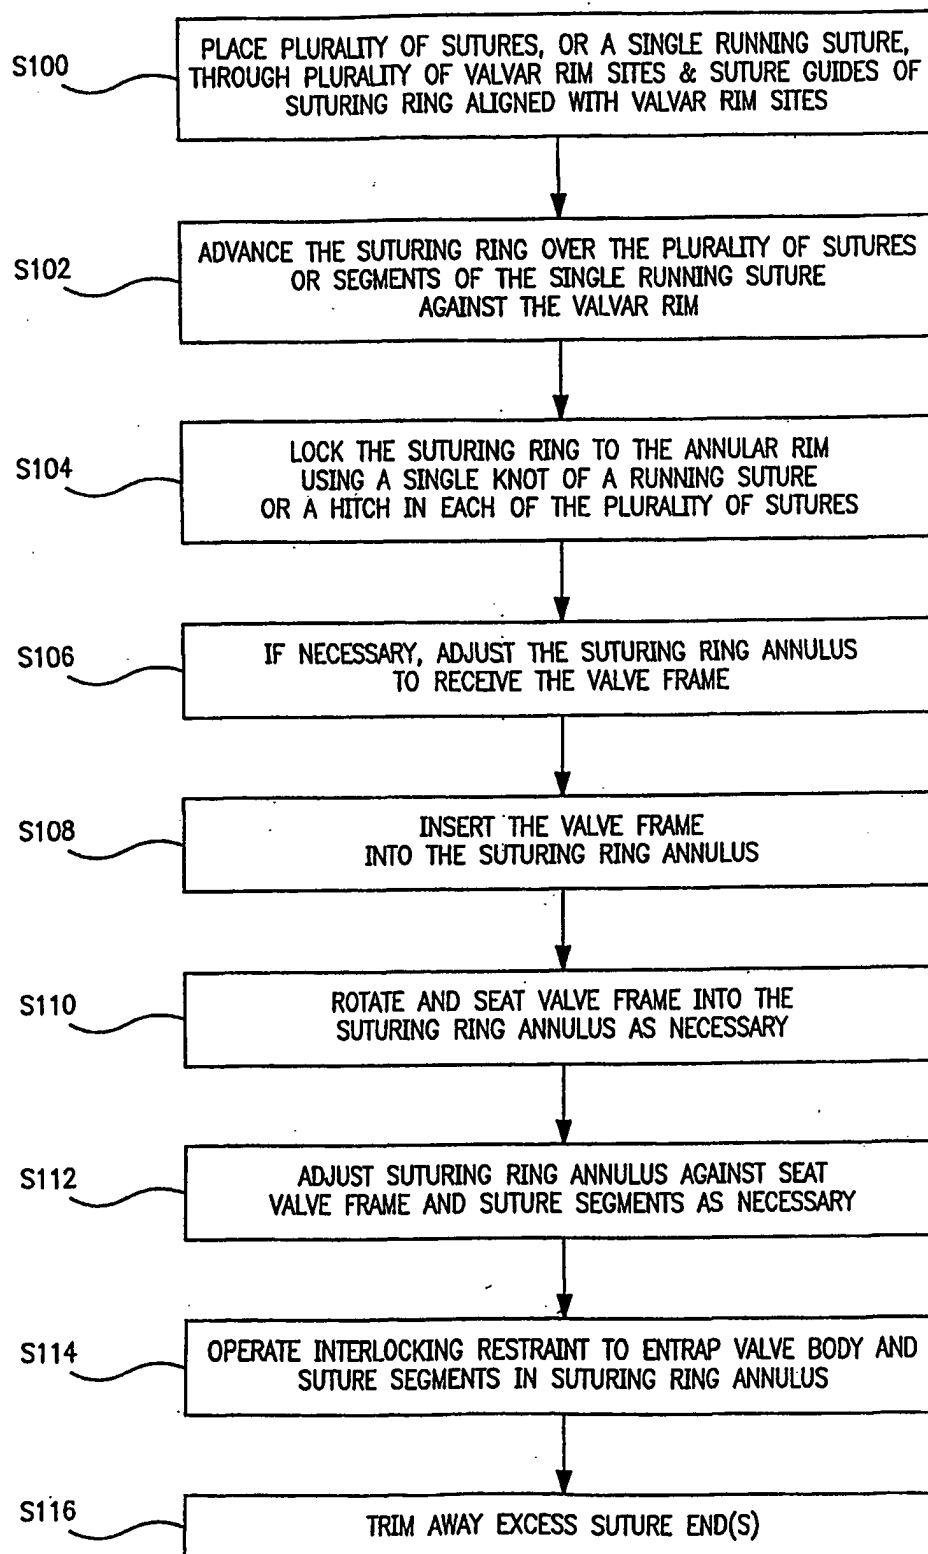 S100
PLACE PLURALITY OF SUTURES, OR A SINGLE RUNNING SUTURE,
THROUGH PLURALITY OF VALVAR RIM SITES & SUTURE GUIDES OF
SUTURING RING ALIGNED WITH VALVAR RIM SITES
S102
ADVANCE THE SUTURING RING OVER THE PLURALITY OF SUTURES
OR SEGMENTS OF THE SINGLE RUNNING SUTURE
AGAINST THE VALVAR RIM
S104
LOCK THE SUTURING RING TO THE ANNULAR RIM
USING A SINGLE KNOT OF A RUNNING SUTURE
OR A HITCH IN EACH OF THE PLURALITY OF SUTURES
S106
IF NECESSARY, ADJUST THE SUTURING RING ANNULUS
TO RECEIVE THE VALVE FRAME
S108
INSERT THE VALVE FRAME
INTO THE SUTURING RING ANNULUS
S110
ROTATE AND SEAT VALVE FRAME INTO THE
SUTURING RING ANNULUS AS NECESSARY
S112
ADJUST SUTURING RING ANNULUS AGAINST SEAT
VALVE FRAME AND SUTURE SEGMENTS AS NECESSARY
S114
OPERATE INTERLOCKING RESTRAINT TO ENTRAP VALVE BODY AND
SUTURE SEGMENTS IN SUTURING RING ANNULUS
S116
TRIM AWAY EXCESS SUTURE END(S)